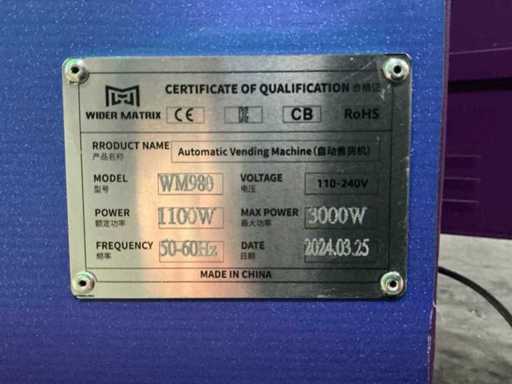 CERTIFICATE OF QUALIFICATION 合格证
WIDER MATRIX CE CB RoHS
PRODUCT NAME Automatic Vending Machine(自动售货机)
产品名称
MODEL WM980 VOLTAGE 110-240V
型号 电压
POWER 1100W MAX POWER 3000W
额定功率 最大功率
FREQUENCY 50-60Hz DATE 2024.03.25
频率 日期
MADE IN CHINA